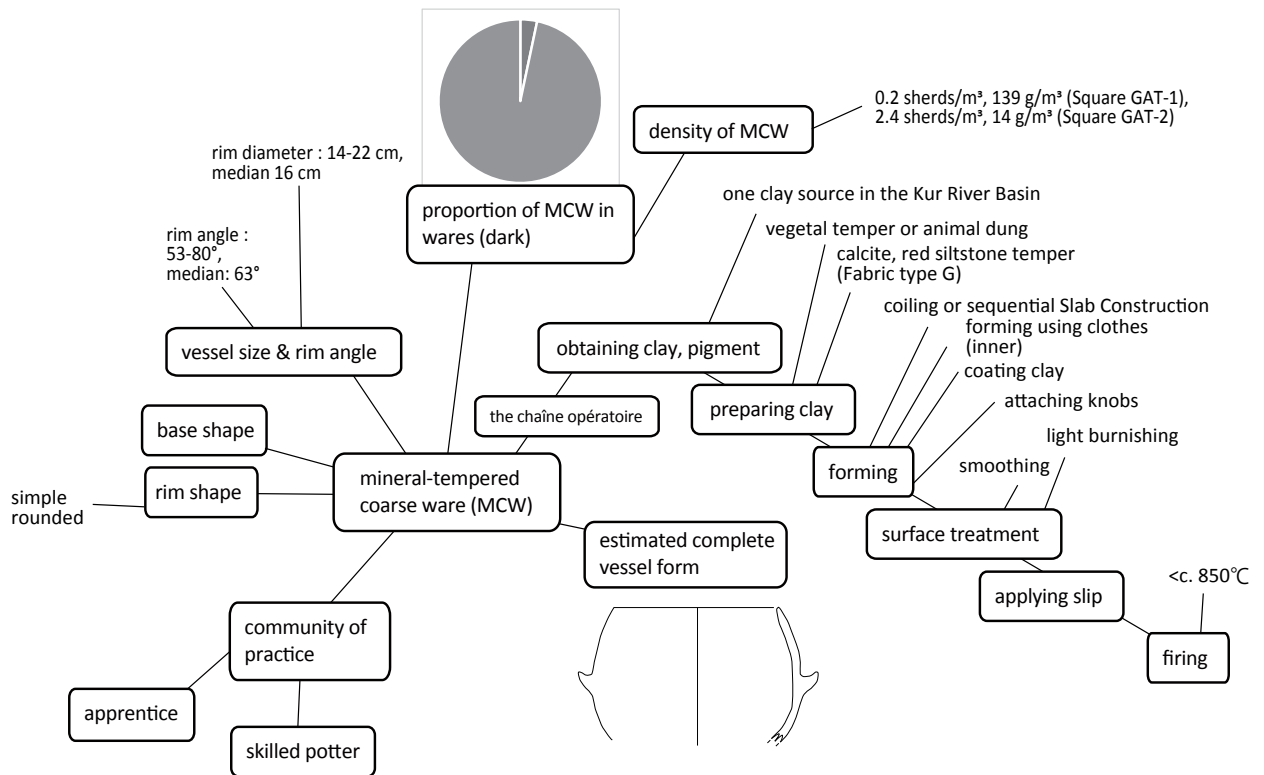 0.2 sherds/m³, 139 g/m³ (Square GAT-1),
2.4 sherds/m³, 14 g/m³ (Square GAT-2)
density of MCW
rim diameter : 14-22 cm,
median 16 cm
proportion of MCW in
wares (dark)
one clay source in the Kur River Basin
vegetal temper or animal dung
rim angle :
53-80°,
median: 63°
calcite, red siltstone temper
(Fabric type G)
coiling or sequential Slab Construction
forming using clothes
(inner)
vessel size & rim angle
obtaining clay, pigment
coating clay
attaching knobs
preparing clay
the chaîne opératoire
base shape
light burnishing
smoothing
forming
mineral-tempered
coarse ware (MCW)
rim shape
simple
rounded
surface treatment
estimated complete
vessel form
<c. 850℃
applying slip
community of
practice
firing
apprentice
skilled potter